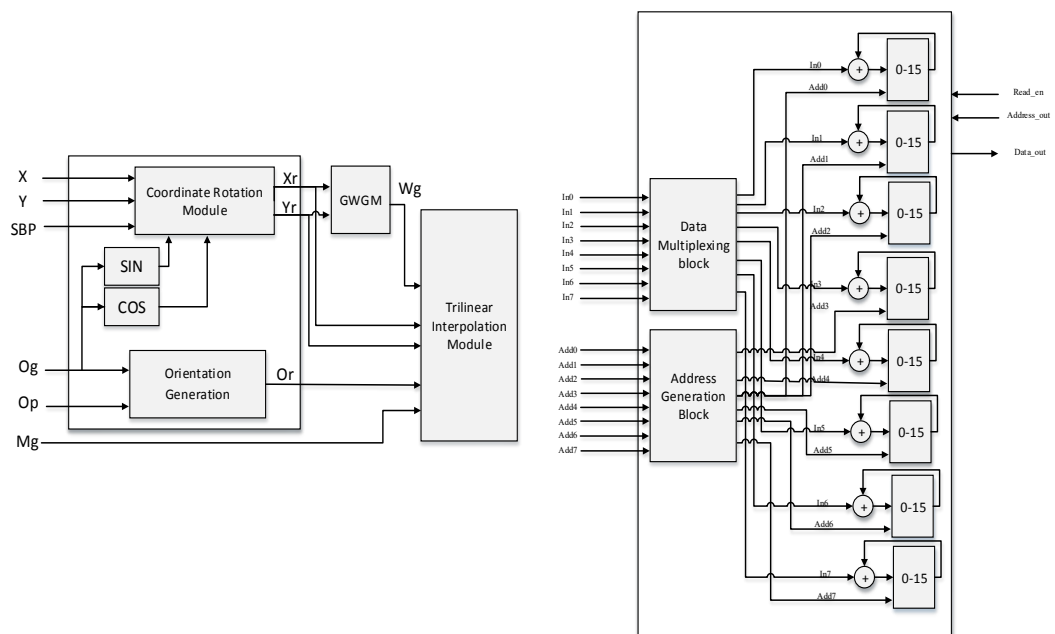 X
Y
SBP
Coordinate Rotation
Module
Xr
Yr
GWGM
Wg
SIN
COS
Og
Op
Orientation
Generation
Or
Mg
Trilinear
Interpolation
Module
In0
In1
In2
In3
In4
In5
In6
In7
Data
Multiplexing
block
Add0
Add1
Add2
Add3
Add4
Add5
Add6
Add7
Address
Generation
Block
In0
+
0-15
Add0
In1
+
0-15
Add1
In2
+
0-15
Add2
In3
+
0-15
Add3
In4
+
0-15
Add4
In5
+
0-15
Add5
In6
+
0-15
Add6
In7
+
0-15
Add7
Read_en
Address_out
Data_out